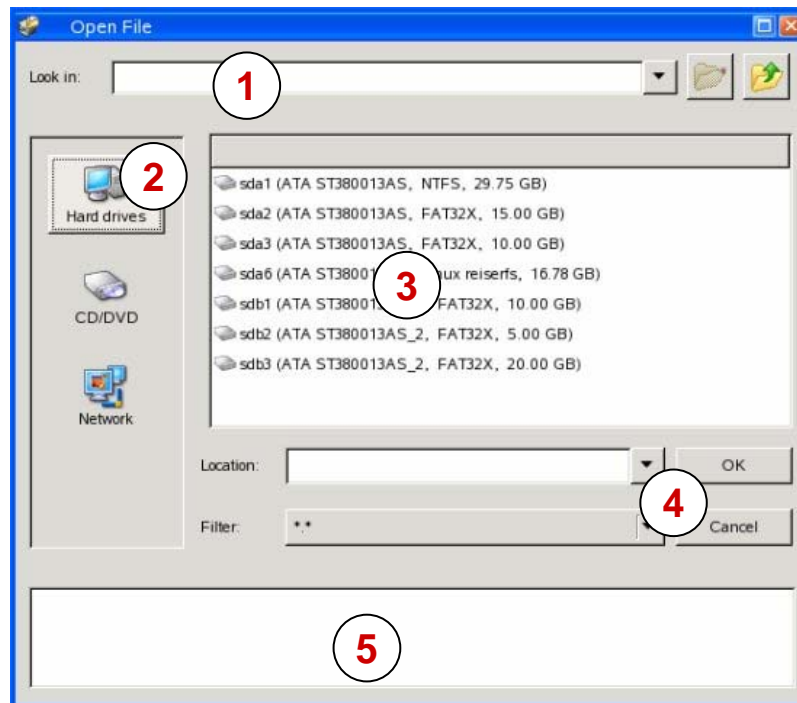 Open File
Look in:
1
2
Hard drives
CD/DVD
Network
sda1 (ATA ST380013AS, NTFS, 29.75 GB)
sda2 (ATA ST380013AS, FAT32X, 15.00 GB)
sda3 (ATA ST380013AS, FAT32X, 10.00 GB)
sda6 (ATA ST3800 reiserfs, 16.78 GB)
3
sdb1 (ATA FAT32X, 10.00 GB)
sdb2 (ATA ST380013AS_2, FAT32X, 5.00 GB)
sdb3 (ATA ST380013AS_2, FAT32X, 20.00 GB)
Location:
OK
4
Filter:
*.*
Cancel
5